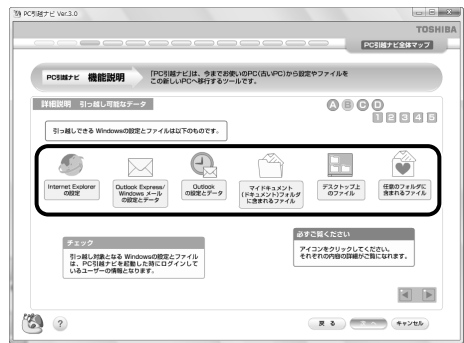 PC引越ナビ Ver.3.0
TOSHIBA
PC引越ナビ全体マップ
PC引越ナビ 機能説明
「PC引越ナビ」は、今までお使いのPC(古いPC)から設定やファイルを
この新しいPCへ移行するツールです。
詳細説明 引っ越し可能なデータ
A B C D
1 2 3 4 5
引っ越しできる Windowsの設定とファイルは以下のものです。
Internet Explorer
の設定
Outlook Express/
Windows メール
の設定とデータ
Outlook
の設定とデータ
マイドキュメント
(ドキュメント)フォルダ
に含まれるファイル
デスクトップ上
のファイル
任意のフォルダに
含まれるファイル
チェック
引っ越し対象となる Windowsの設定とファイル
は、PC引越ナビを起動した時にログインして
いるユーザーの情報となります。
必ずご覧ください
アイコンをクリックしてください。
それぞれの内容の詳細がご覧になれます。
?
戻 る
次 へ
キャンセル